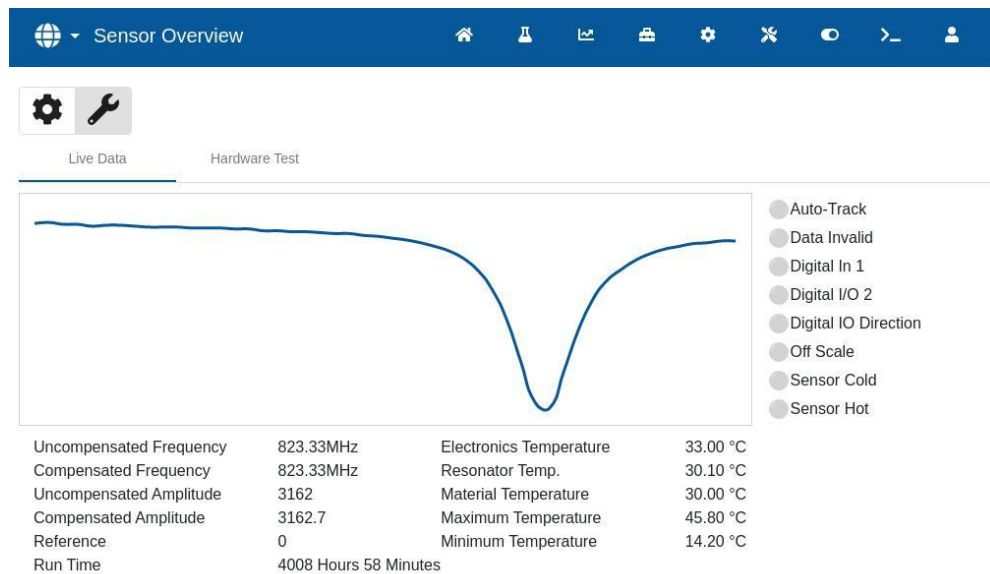 Sensor Overview
Live Data Hardware Test
Auto-Track
Data Invalid
Digital In 1
Digital I/O 2
Digital IO Direction
Off Scale
Sensor Cold
Sensor Hot
Uncompensated Frequency 823.33MHz Electronics Temperature 33.00 °C
Compensated Frequency 823.33MHz Resonator Temp. 30.10 °C
Uncompensated Amplitude 3162 Material Temperature 30.00 °C
Compensated Amplitude 3162.7 Maximum Temperature 45.80 °C
Reference 0 Minimum Temperature 14.20 °C
Run Time 4008 Hours 58 Minutes